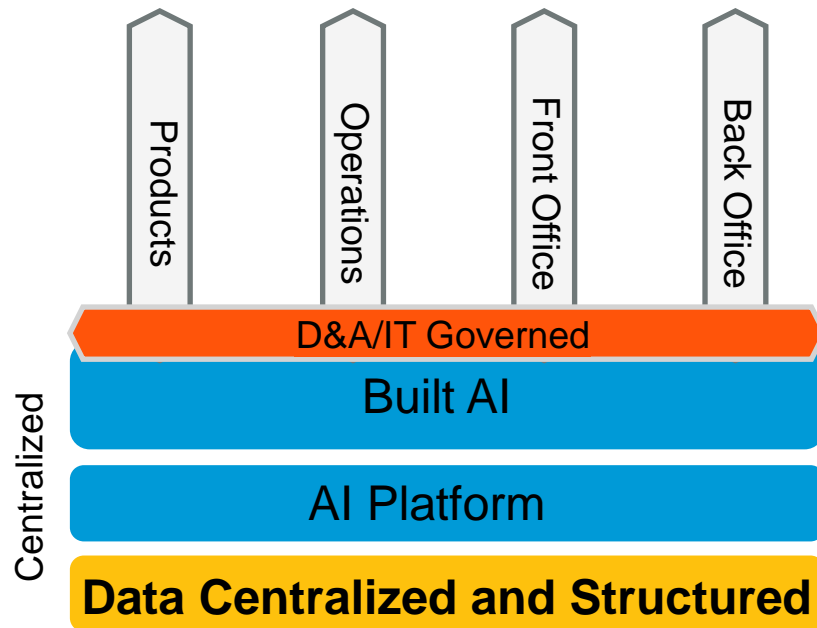 Products
Operations
Front Office
Back Office
D&A/IT Governed
Built AI
Centralized
AI Platform
Data Centralized and Structured